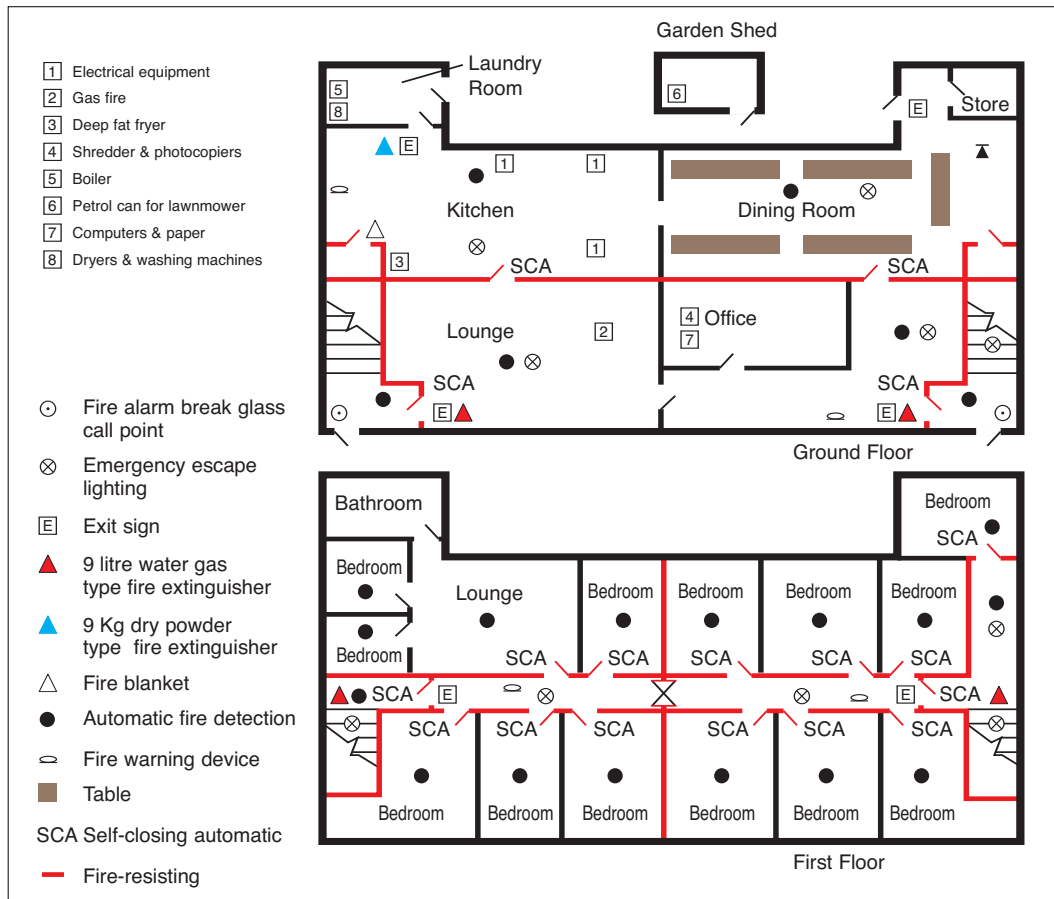 1 Electrical equipment
2 Gas fire
3 Deep fat fryer
4 Shredder & photocopiers
5 Boiler
6 Petrol can for lawnmower
7 Computers & paper
8 Dryers & washing machines
Fire alarm break glass
call point
Emergency escape
lighting
E Exit sign
9 litre water gas
type fire extinguisher
9 Kg dry powder
type fire extinguisher
Fire blanket
Automatic fire detection
Fire warning device
Table
SCA Self-closing automatic
Fire-resisting
Garden Shed
6
Laundry
Room
5
8
E
E
Store
1
1
Kitchen
Dining Room
1
3
SCA
SCA
Lounge
2
4 Office
7
SCA
SCA
E
E
Ground Floor
Bathroom
Bedroom
SCA
Bedroom
Lounge
Bedroom
Bedroom
Bedroom
Bedroom
Bedroom
SCA
SCA
SCA
SCA
SCA
E
E
SCA
SCA
SCA
SCA
SCA
SCA
SCA
SCA
Bedroom
Bedroom
Bedroom
Bedroom
Bedroom
Bedroom
First Floor